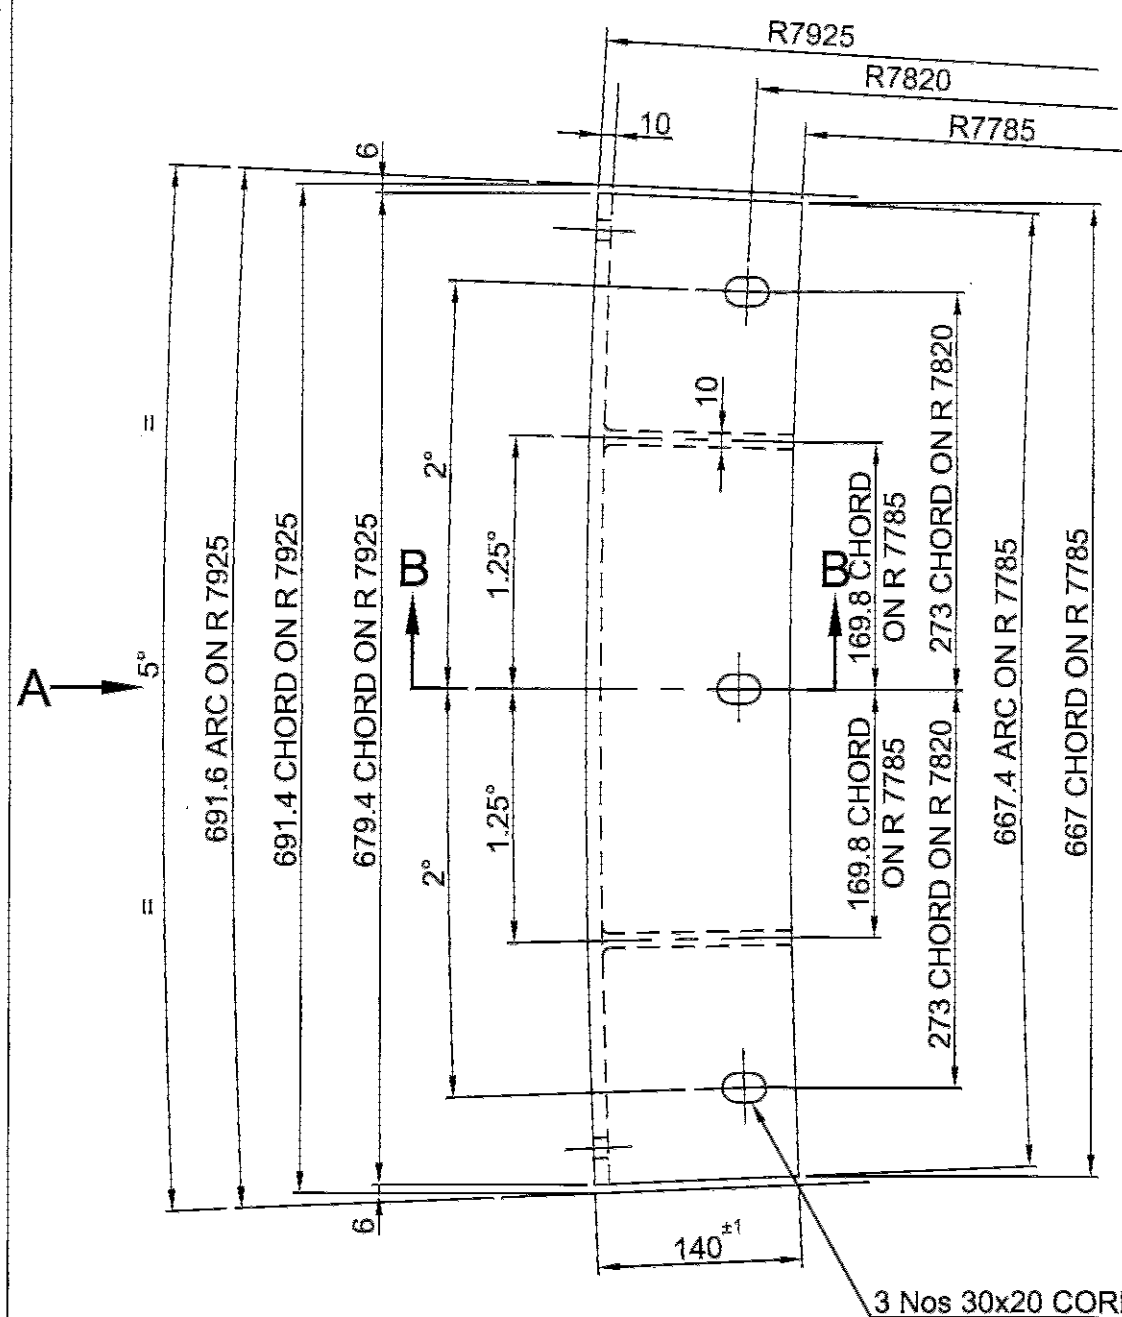 R7925
R7820
R7785
10
6
10
2°
1.25°
169.8 CHORD
ON R 7785
273 CHORD ON R 7820
=
5°
=
691.6 ARC ON R 7925
691.4 CHORD ON R 7925
679.4 CHORD ON R 7925
B
B
A
2°
1.25°
169.8 CHORD
ON R 7785
273 CHORD ON R 7820
667.4 ARC ON R 7785
667 CHORD ON R 7785
6
140±1
3 Nos 30x20 COR